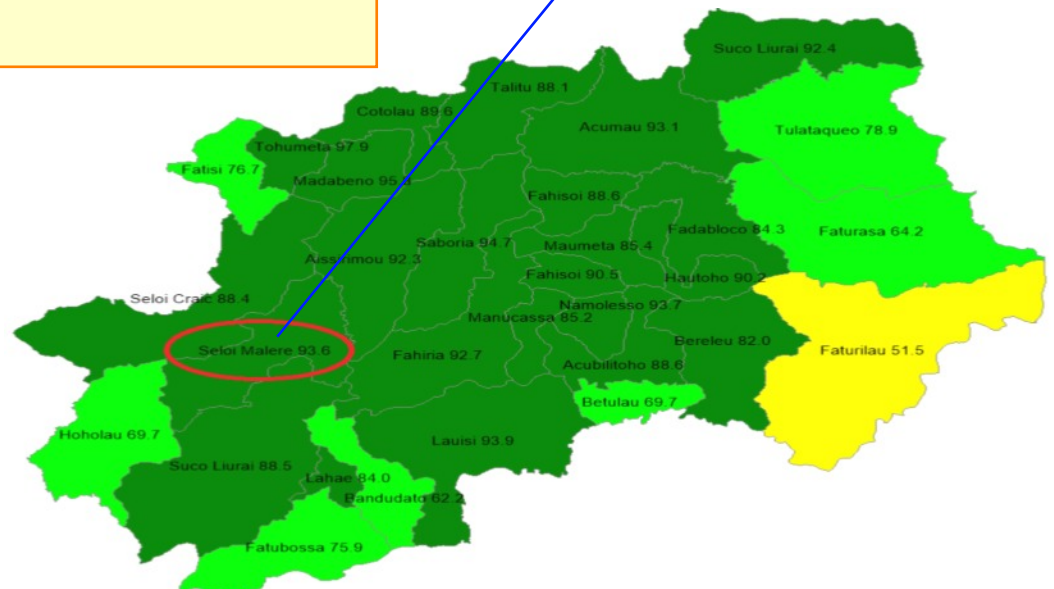 Suco Liurai 92.4
Talitu 88.1
Cotolau 89.6
Acumau 93.1
Tulataqueo 78.9
Tohumeta 97.9
Fatisi 76.7
Madabeno 95.3
Fahisoi 88.6
Fadabloco 84.3
Faturasa 64.2
Saboria 94.7
Maumeta 85.4
Aissirimou 92.3
Fahisoi 90.5
Hautoho 90.2
Seloi Craic 88.4
Namolesso 93.7
Manucassa 85.2
Bereleu 82.0
Seloi Malere 93.6
Fahiria 92.7
Faturilau 51.5
Acubilitoho 88.6
Betulau 69.7
Hoholau 69.7
Lauisi 93.9
Suco Liurai 88.5
Lahae 84.0
Bandudato 62.2
Fatubossa 75.9